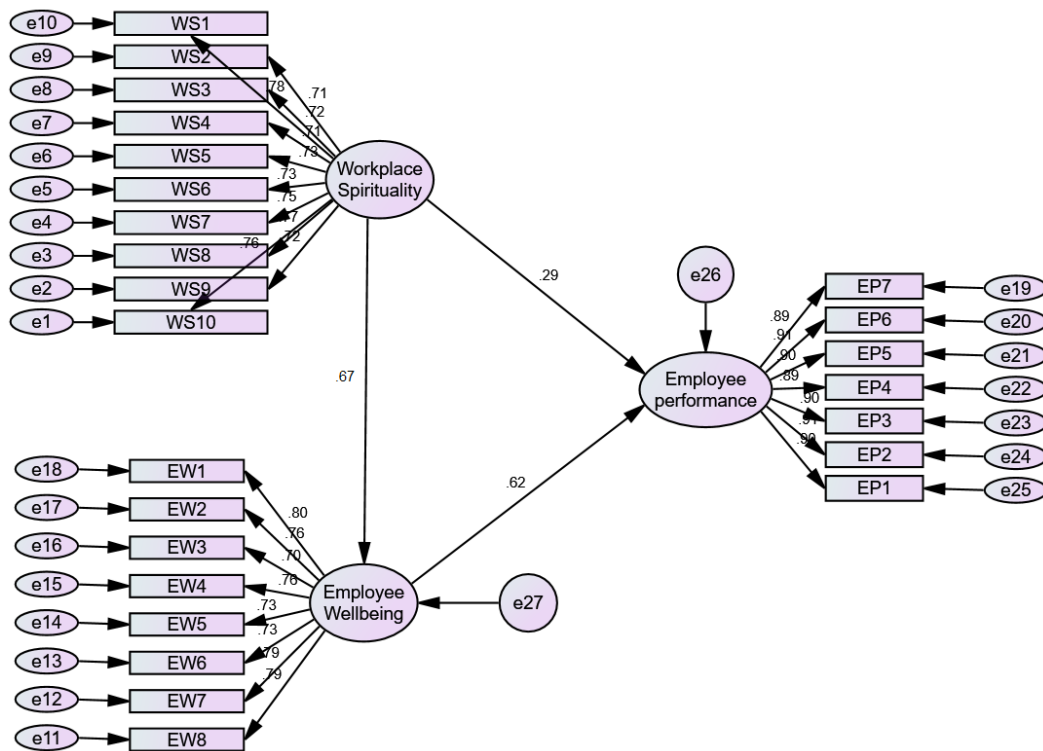 e10
WS1
e9
WS2
e8
WS3
e7
WS4
e6
WS5
e5
WS6
e4
WS7
e3
WS8
e2
WS9
e1
WS10
.78
.71
.72
.71
.73
.73
.75
.72
.76
Workplace
Spirituality
.29
.67
e26
Employee
performance
.89
.91
.90
.89
.90
.91
EP7
e19
EP6
e20
EP5
e21
EP4
e22
EP3
e23
EP2
e24
EP1
e25
.62
e18
EW1
e17
EW2
e16
EW3
e15
EW4
e14
EW5
e13
EW6
e12
EW7
e11
EW8
.80
.76
.70
.76
.73
.73
.79
.79
Employee
Wellbeing
e27